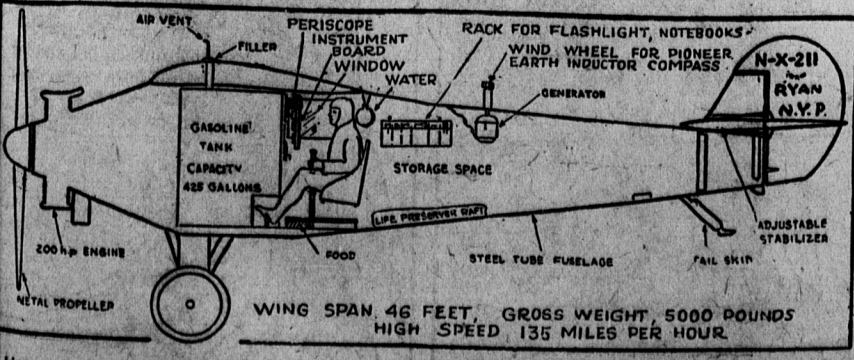 AIR VENT
FILLER
PERISCOPE
INSTRUMENT
BOARD
WINDOW
WATER
RACK FOR FLASHLIGHT, NOTEBOOKS-
WIND WHEEL FOR PIONEER
EARTH INDUCTOR COMPASS
GENERATOR
N-X-211
RYAN
N.Y.P.
GASOLINE
TANK
CAPACITY
425 GALLONS
STORAGE SPACE
LIFE PRESERVER RAFT
200 h.p ENGINE
FOOD
STEEL TUBE FUSELAGE
TAIL SKID
ADJUSTABLE
STABILIZER
METAL PROPELLER
WING SPAN, 46 FEET, GROSS WEIGHT, 5000 POUNDS
HIGH SPEED 135 MILES PER HOUR